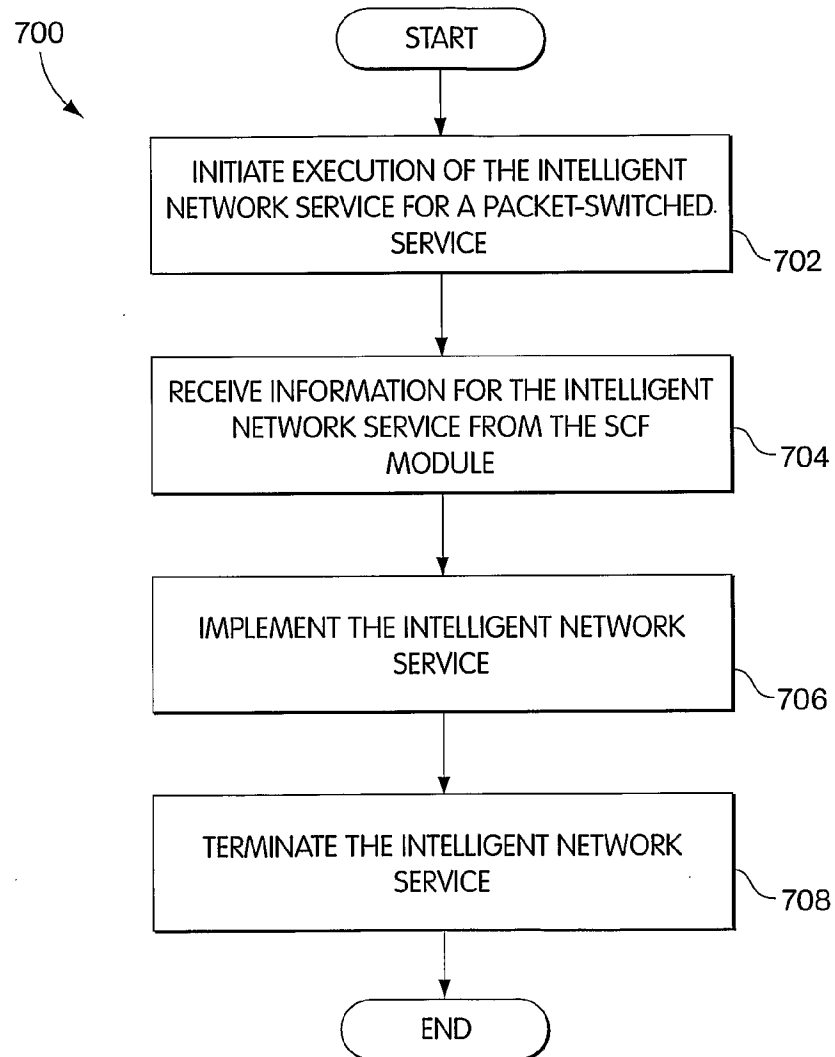 700
START
INITIATE EXECUTION OF THE INTELLIGENT
NETWORK SERVICE FOR A PACKET-SWITCHED.
SERVICE
702
RECEIVE INFORMATION FOR THE INTELLIGENT
NETWORK SERVICE FROM THE SCF
MODULE
704
IMPLEMENT THE INTELLIGENT NETWORK
SERVICE
706
TERMINATE THE INTELLIGENT NETWORK
SERVICE
708
END